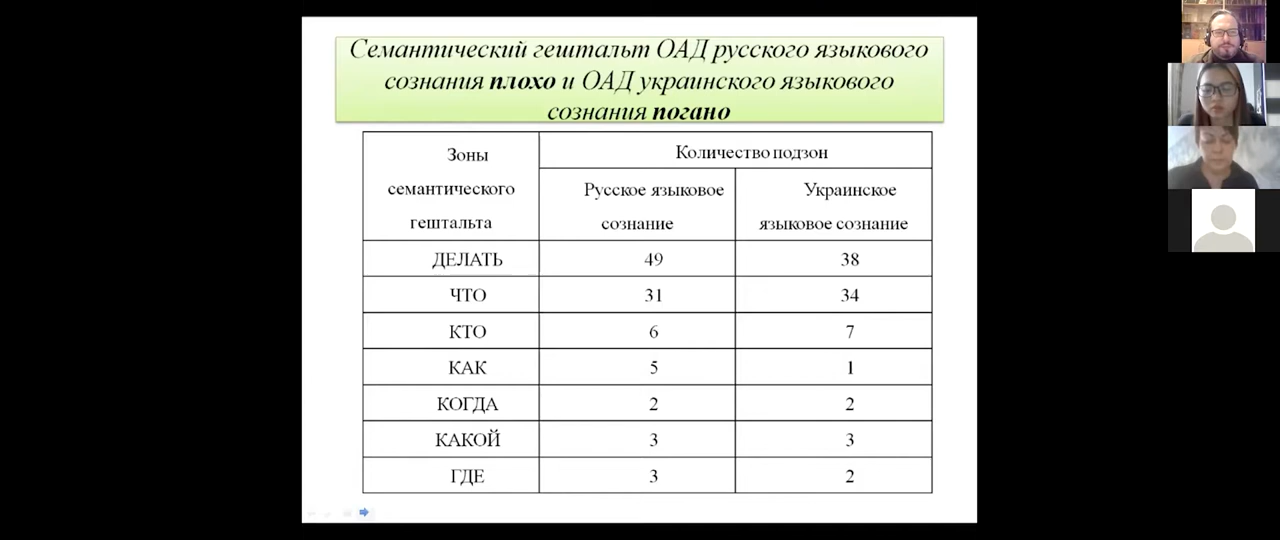 Семантический гештальт ОАД русского языкового
сознания плохо и ОАД украинского языкового
сознания погано
Зоны семантического гештальта
Количество подзон
Русское языковое сознание
Украинское языковое сознание
ДЕЛАТЬ 49 38
ЧТО 31 34
КТО 6 7
КАК 5 1
КОГДА 2 2
КАКОЙ 3 3
ГДЕ 3 2